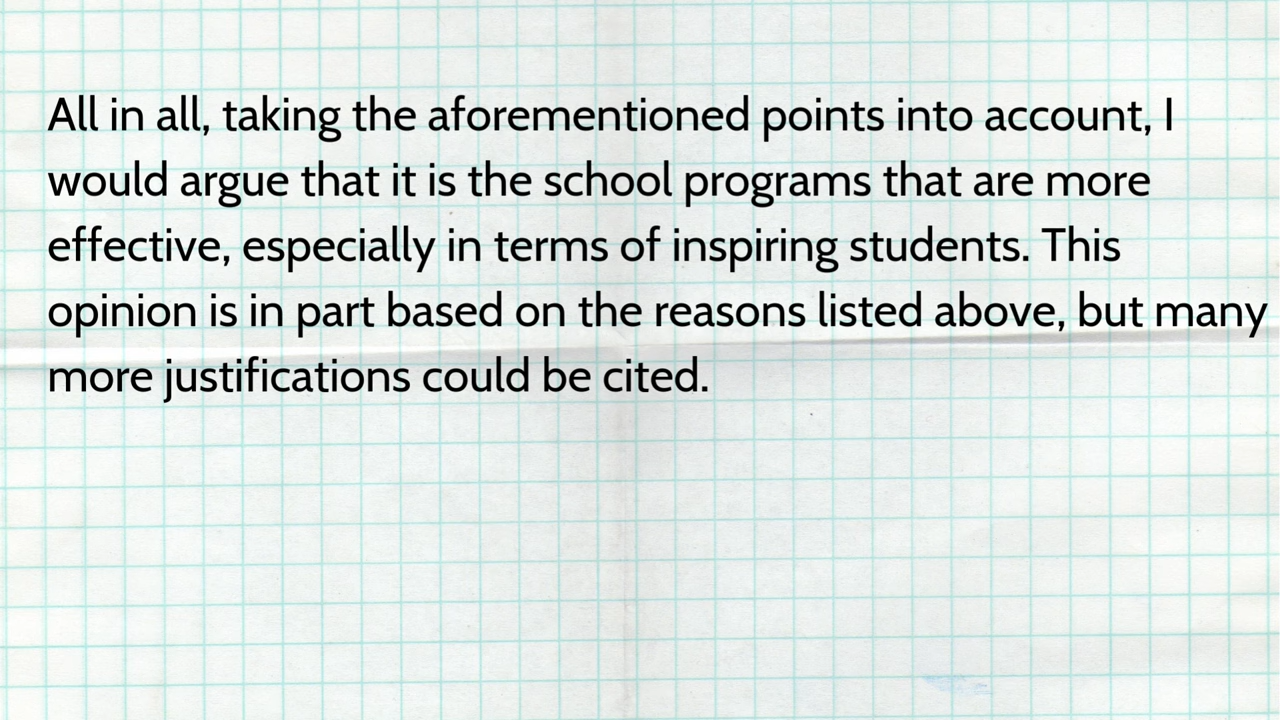 All in all, taking the aforementioned points into account, I
would argue that it is the school programs that are more
effective, especially in terms of inspiring students. This
opinion is in part based on the reasons listed above, but many
more justifications could be cited.